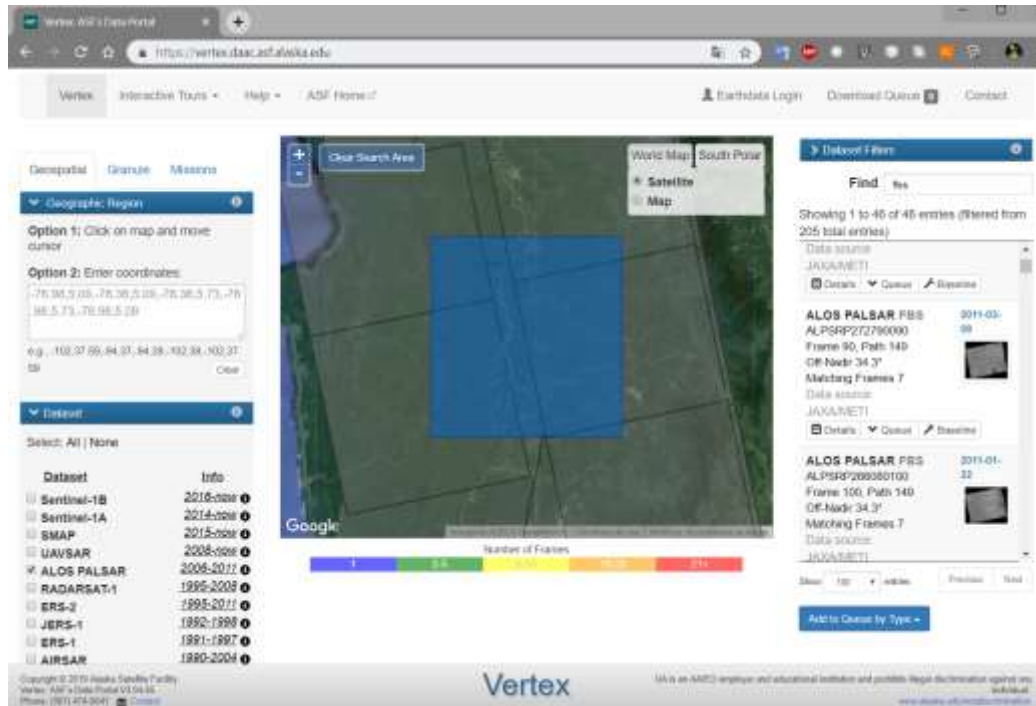 Vertex: ASF's Data Portal
https://vertex.daac.asf.alaska.edu
Vertex
Interactive Tours
Help
ASF Home
Earthdata Login
Download Queue
Contact
Geospatial
Granule
Missions
Geographic Region
Option 1: Click on map and move
cursor
Option 2: Enter coordinates:
Clear
Dataset
Select: All | None
Dataset Info
Sentinel-1B 2016-now
Sentinel-1A 2014-now
SMAP 2015-now
UAVSAR 2008-now
ALOS PALSAR 2006-2011
RADARSAT-1 1995-2008
ERS-2 1995-2011
JERS-1 1992-1998
ERS-1 1991-1997
AIRSAR 1990-2004
+
-
Clear Search Area
World Map
South Polar
Satellite
Map
Google
Number of Frames
1
21+
Dataset Filters
Find fbs
Showing 1 to 46 of 46 entries (filtered from
205 total entries)
Data source
JAXA/METI
Details Queue Baseline
ALOS PALSAR FBS
ALPSRP272790090
Frame 90, Path 149
Off-Nadir 34.3°
Matching Frames 7
Data source
JAXA/METI
Details Queue Baseline
ALOS PALSAR FBS 2011-01-
22
ALPSRP266080100
Frame 100, Path 149
Off-Nadir 34.3°
Matching Frames 7
Data source
JAXA/METI
Show 100 entries
Previous
Next
Add to Queue by Type
Vertex